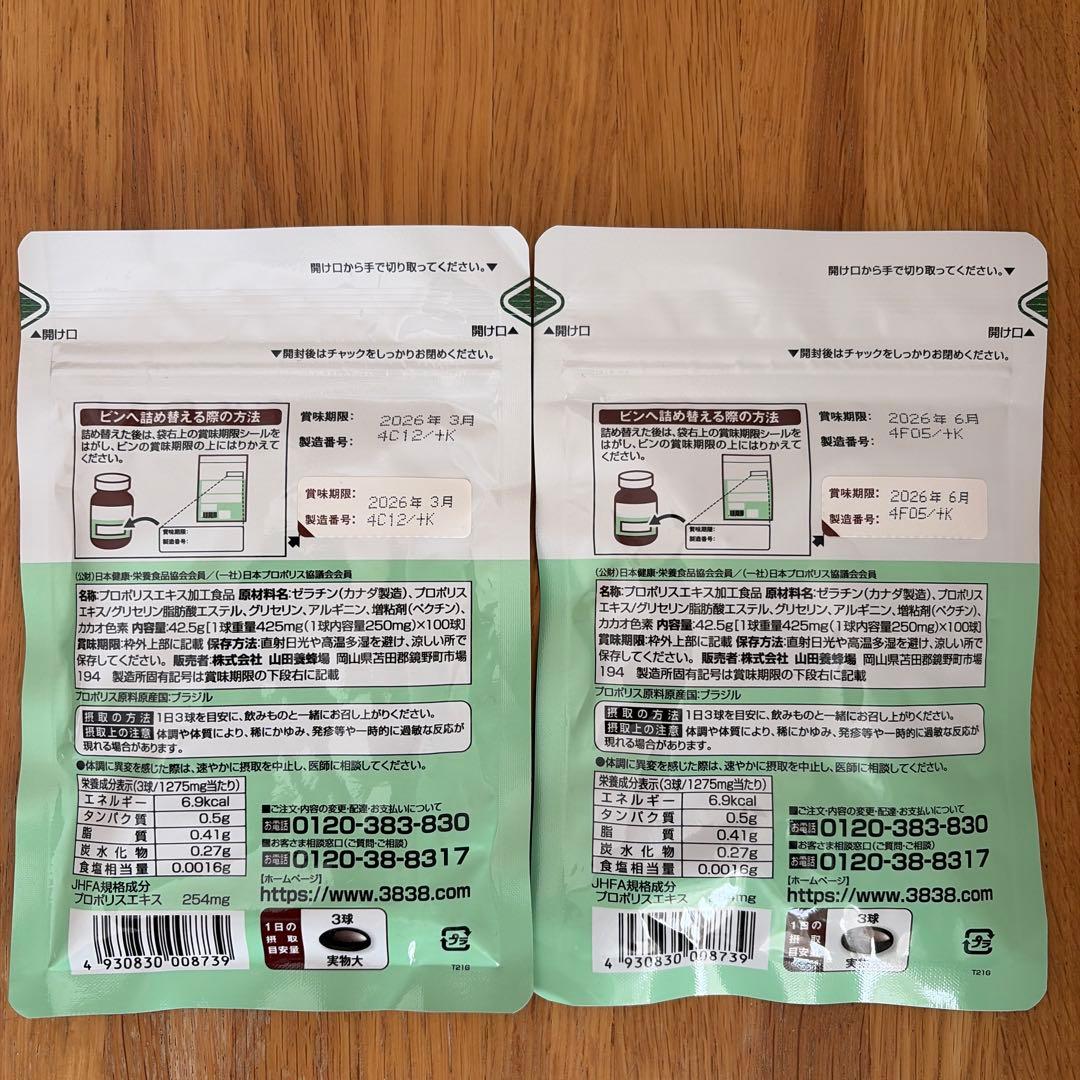 開け口から手で切り取ってください。▼
▲開け口
開け口▲
▼開封後はチャックをしっかりお閉めください。
ビンへ詰め替える際の方法
詰め替えた後は、袋右上の賞味期限シールを
はがし、ビンの賞味期限の上にはりかえて
ください。
賞味期限:
製造番号:
賞味期限: 2026年 3月
製造番号: 4C12/+K
賞味期限: 2026年 3月
製造番号: 4C12/+K
(公財)日本健康・栄養食品協会会員/(一社)日本プロポリス協議会会員
名称:プロポリスエキス加工食品 原材料名:ゼラチン(カナダ製造)、プロポリス
エキス/グリセリン脂肪酸エステル、グリセリン、アルギニン、増粘剤(ペクチン)、
カカオ色素 内容量:42.5g[1球重量425mg(1球内容量250mg)×100球]
賞味期限:枠外上部に記載 保存方法:直射日光や高温多湿を避け、涼しい所で
保存してください。 販売者:株式会社 山田養蜂場 岡山県苫田郡鏡野町市場
194 製造所固有記号は賞味期限の下段右に記載
プロポリス原料原産国:ブラジル
摂取の方法 1日3球を目安に、飲みものと一緒にお召し上がりください。
摂取上の注意 体調や体質により、稀にかゆみ、発疹等や一時的に過敏な反応が
現れる場合があります。
●体調に異変を感じた際は、速やかに摂取を中止し、医師に相談してください。
栄養成分表示(3球/1275mg当たり)
エネルギー 6.9kcal
タンパク質 0.5g
脂質 0.41g
炭水化物 0.27g
食塩相当量 0.0016g
JHFA規格成分
プロポリスエキス 254mg
■ご注文・内容の変更・配達・お支払いについて
お電話 0120-383-830
■お客さま相談窓口(ご質問・ご相談)
お電話 0120-38-8317
[ホームページ]
https://www.3838.com
4 930830 008739
1日の
摂取
目安量
3球
実物大
プラ
T21G
開け口から手で切り取ってください。▼
▲開け口
開け口▲
▼開封後はチャックをしっかりお閉めください。
ビンへ詰め替える際の方法
詰め替えた後は、袋右上の賞味期限シールを
はがし、ビンの賞味期限の上にはりかえて
ください。
賞味期限:
製造番号:
賞味期限: 2026年 6月
製造番号: 4F05/+K
賞味期限: 2026年 6月
製造番号: 4F05/+K
(公財)日本健康・栄養食品協会会員/(一社)日本プロポリス協議会会員
名称:プロポリスエキス加工食品 原材料名:ゼラチン(カナダ製造)、プロポリス
エキス/グリセリン脂肪酸エステル、グリセリン、アルギニン、増粘剤(ペクチン)、
カカオ色素 内容量:42.5g[1球重量425mg(1球内容量250mg)×100球]
賞味期限:枠外上部に記載 保存方法:直射日光や高温多湿を避け、涼しい所で
保存してください。 販売者:株式会社 山田養蜂場 岡山県苫田郡鏡野町市場
194 製造所固有記号は賞味期限の下段右に記載
プロポリス原料原産国:ブラジル
摂取の方法 1日3球を目安に、飲みものと一緒にお召し上がりください。
摂取上の注意 体調や体質により、稀にかゆみ、発疹等や一時的に過敏な反応が
現れる場合があります。
●体調に異変を感じた際は、速やかに摂取を中止し、医師に相談してください。
栄養成分表示(3球/1275mg当たり)
エネルギー 6.9kcal
タンパク質 0.5g
脂質 0.41g
炭水化物 0.27g
食塩相当量 0.0016g
JHFA規格成分
プロポリスエキス
■ご注文・内容の変更・配達・お支払いについて
お電話 0120-383-830
■お客さま相談窓口(ご質問・ご相談)
お電話 0120-38-8317
[ホームページ]
https://www.3838.com
4 930830 008739
1日の
摂取
目安量
3球
実物大
プラ
T21G